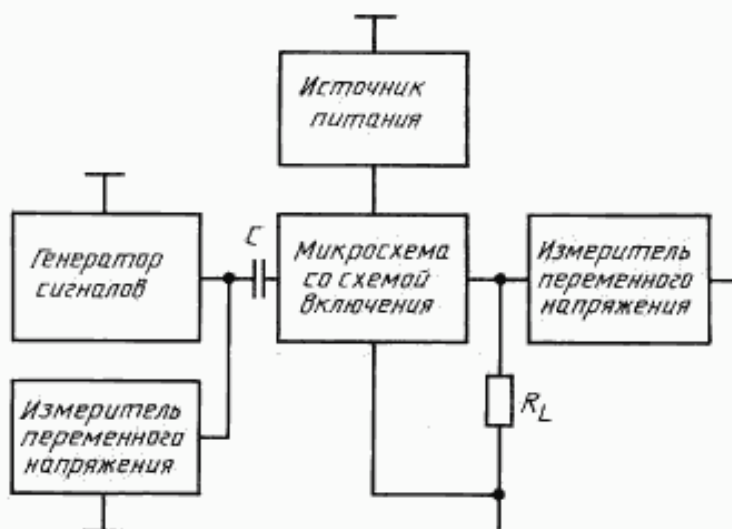 Источник
питания
Генератор
сигналов
C
Микросхема
со схемой
включения
Измеритель
переменного
напряжения
Измеритель
переменного
напряжения
R_L